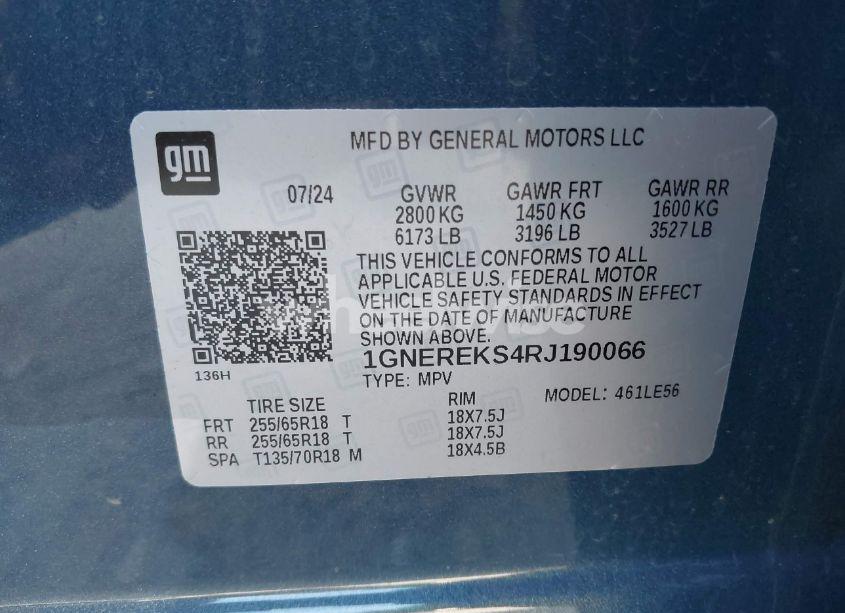 gm
MFD BY GENERAL MOTORS LLC
07/24 GVWR GAWR FRT GAWR RR
2800 KG 1450 KG 1600 KG
6173 LB 3196 LB 3527 LB
THIS VEHICLE CONFORMS TO ALL
APPLICABLE U.S. FEDERAL MOTOR
VEHICLE SAFETY STANDARDS IN EFFECT
ON THE DATE OF MANUFACTURE
SHOWN ABOVE.
1GNEREKS4RJ190066
136H
TYPE: MPV MODEL: 461LE56
TIRE SIZE RIM
FRT 255/65R18 T 18X7.5J
RR 255/65R18 T 18X7.5J
SPA T135/70R18 M 18X4.5B